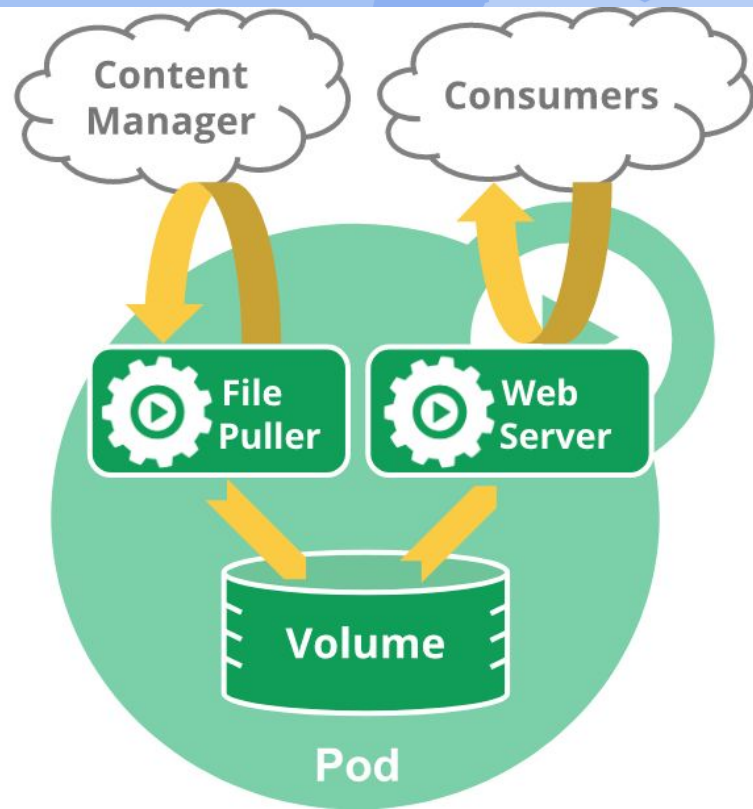 Content
Manager
Consumers
File
Puller
Web
Server
Volume
Pod